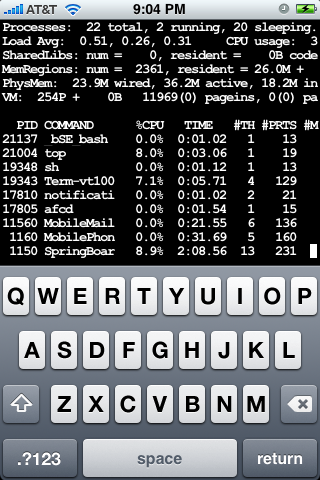 AT&T 9:04 PM
Processes: 22 total, 2 running, 20 sleeping.
Load Avg: 0.51, 0.26, 0.31 CPU usage: 3
SharedLibs: num = 0, resident = 0B code
MemRegions: num = 2361, resident = 26.0M +
PhysMem: 23.9M wired, 36.2M active, 18.2M in
VM: 254P + 0B 11969(0) pageins, 0(0) pa
PID COMMAND %CPU TIME #TH #PRTS #M
21137 _bSE_bash 0.0% 0:01.02 1 13
21004 top 8.0% 0:03.06 1 19
19348 sh 0.0% 0:01.12 1 13
19343 Term-vt100 7.1% 0:05.71 4 129
17810 notificati 0.0% 0:01.02 2 21
17805 afcd 0.0% 0:01.54 1 15
11560 MobileMail 0.0% 0:21.55 6 136
1160 MobilePhon 0.0% 0:31.69 5 160
1150 SpringBoar 8.9% 2:08.56 13 231
Q W E R T Y U I O P
A S D F G H J K L
Z X C V B N M
.?123 space return